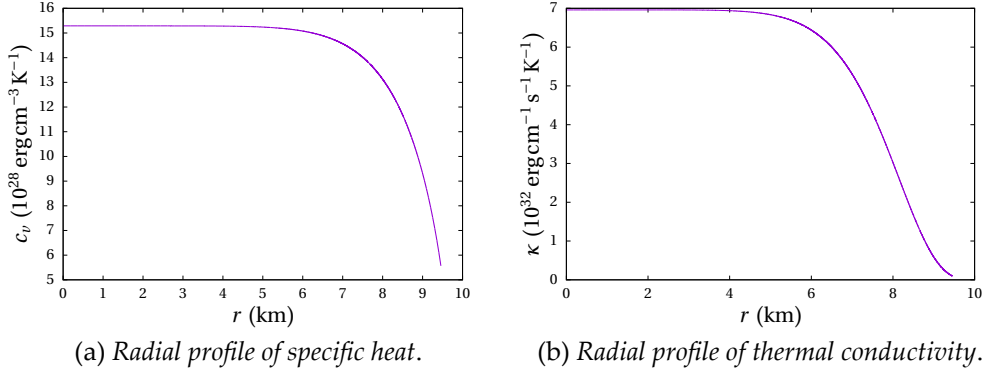 16
15
14
13
12
11
10
9
8
7
6
5
0 1 2 3 4 5 6 7 8 9 10
c_v (10^28 erg cm^−3 K^−1)
r (km)
(a) Radial profile of specific heat.
7
6
5
4
3
2
1
0
0 2 4 6 8 10
κ (10^32 erg cm^−1 s^−1 K^−1)
r (km)
(b) Radial profile of thermal conductivity.